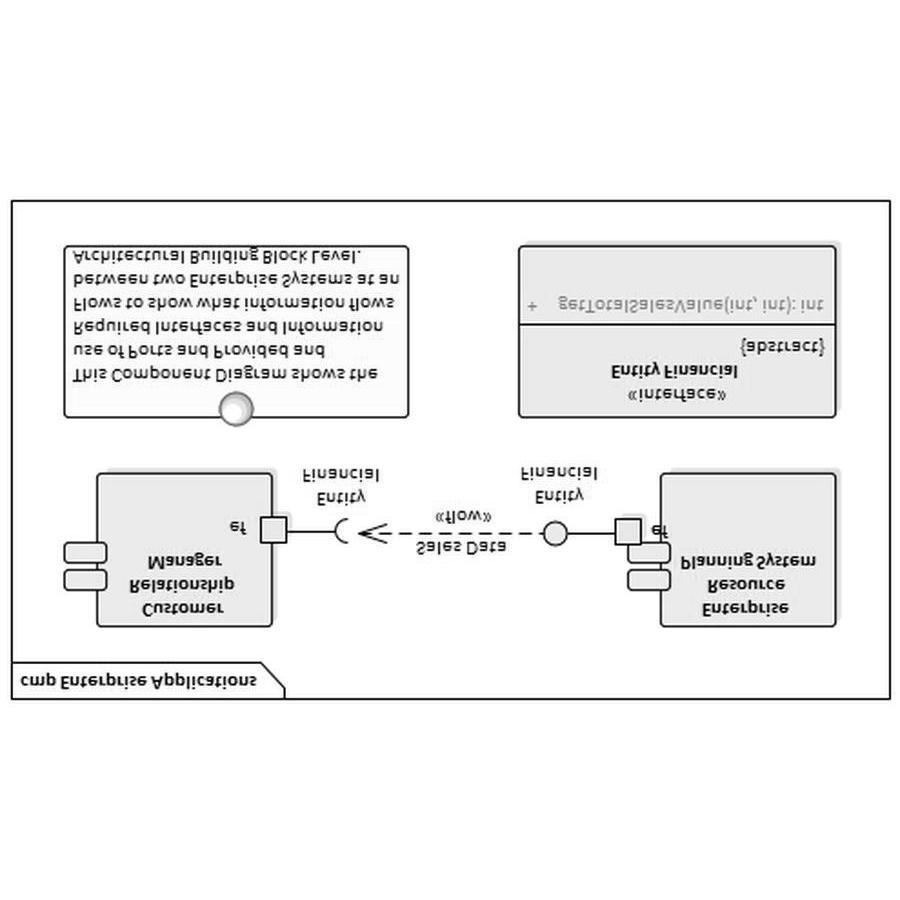 cmp Enterprise Applications
Customer
Relationship
Manager
ef
Entity
Financial
Sales Data
«flow»
Entity
Financial
ef
Enterprise
Resource
Planning System
This Component Diagram shows the
use of Ports and Provided and
Required Interfaces and Information
Flows to show what information flows
between two Enterprise Systems at an
Architectural Building Block Level.
«interface»
Entity Financial
{abstract}
+ getTotalSalesValue(int, int): int